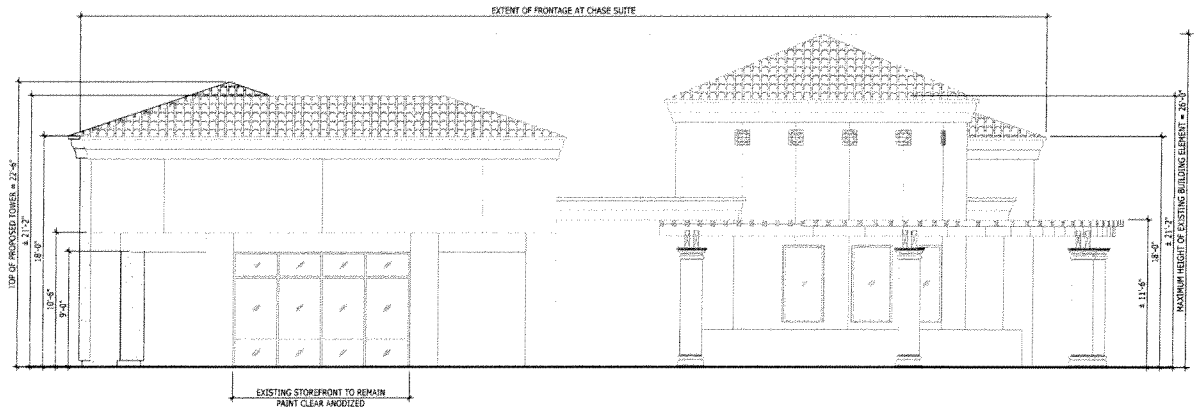 EXTENT OF FRONTAGE AT CHASE SUITE
TOP OF PROPOSED TOWER = 22'-6"
± 21'-2"
18'-0"
10'-6"
9'-0"
± 11'-6"
18'-0"
± 21'-2"
MAXIMUM HEIGHT OF EXISTING BUILDING ELEMENT = 26'-0"
EXISTING STOREFRONT TO REMAIN
PAINT CLEAR ANODIZED